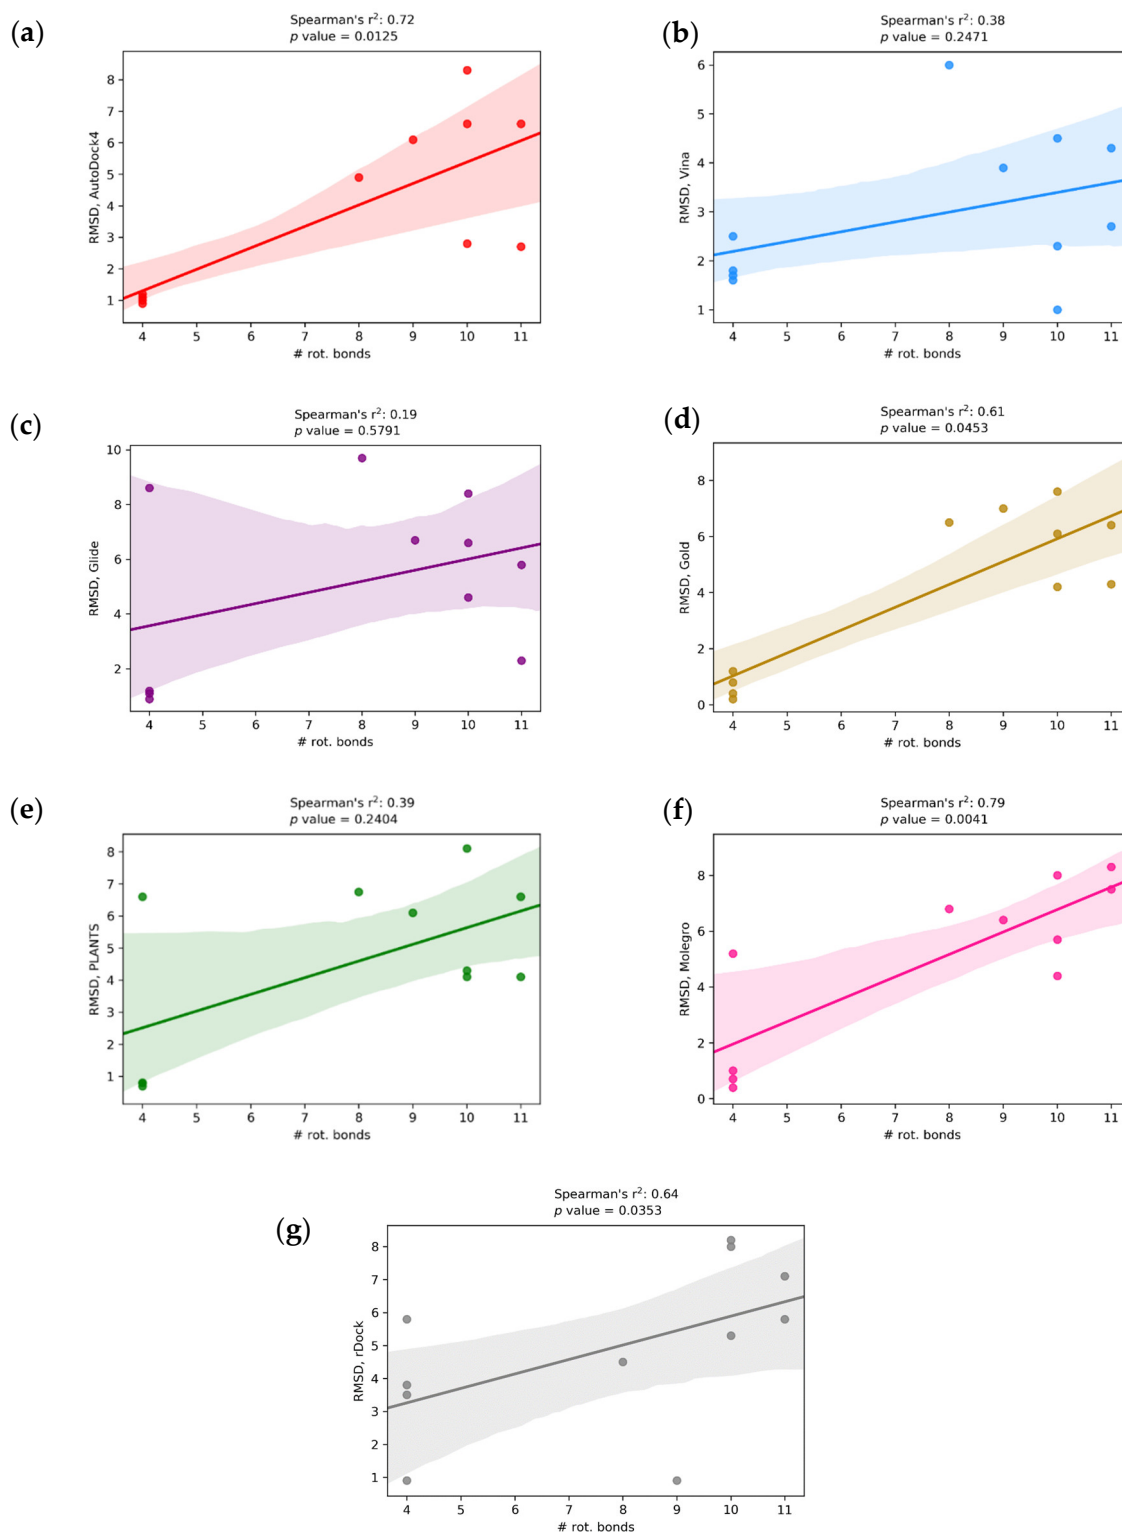 (a)
Spearman's r²: 0.72
p value = 0.0125
RMSD, AutoDock4
8
7
6
5
4
3
2
1
4 5 6 7 8 9 10 11
# rot. bonds
(b)
Spearman's r²: 0.38
p value = 0.2471
RMSD, Vina
6
5
4
3
2
1
4 5 6 7 8 9 10 11
# rot. bonds
(c)
Spearman's r²: 0.19
p value = 0.5791
RMSD, Glide
10
8
6
4
2
4 5 6 7 8 9 10 11
# rot. bonds
(d)
Spearman's r²: 0.61
p value = 0.0453
RMSD, Gold
8
6
4
2
0
4 5 6 7 8 9 10 11
# rot. bonds
(e)
Spearman's r²: 0.39
p value = 0.2404
RMSD, PLANTS
8
7
6
5
4
3
2
1
4 5 6 7 8 9 10 11
# rot. bonds
(f)
Spearman's r²: 0.79
p value = 0.0041
RMSD, Molegro
8
6
4
2
0
4 5 6 7 8 9 10 11
# rot. bonds
(g)
Spearman's r²: 0.64
p value = 0.0353
RMSD, rDock
8
7
6
5
4
3
2
1
4 5 6 7 8 9 10 11
# rot. bonds